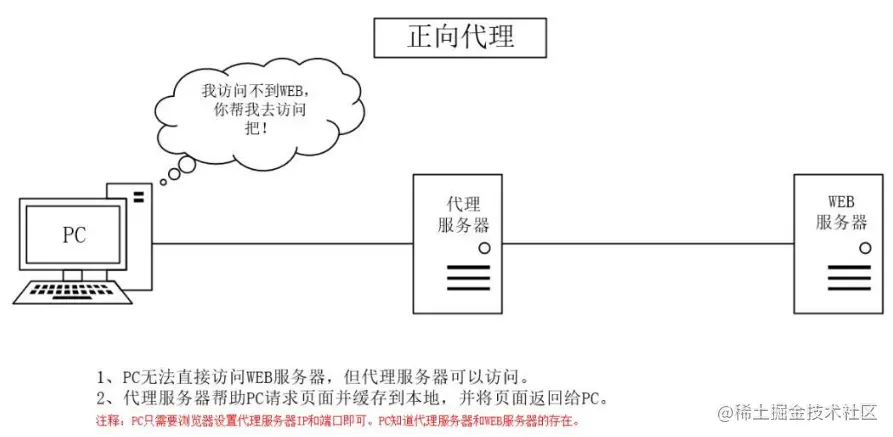 正向代理
我访问不到WEB,
你帮我去访问
把!
PC
代理
服务器
WEB
服务器
1、PC无法直接访问WEB服务器，但代理服务器可以访问。
2、代理服务器帮助PC请求页面并缓存到本地，并将页面返回给PC。
注释：PC只需要浏览器设置代理服务器IP和端口即可。PC知道代理服务器和WEB服务器的存在。
@稀土掘金技术社区